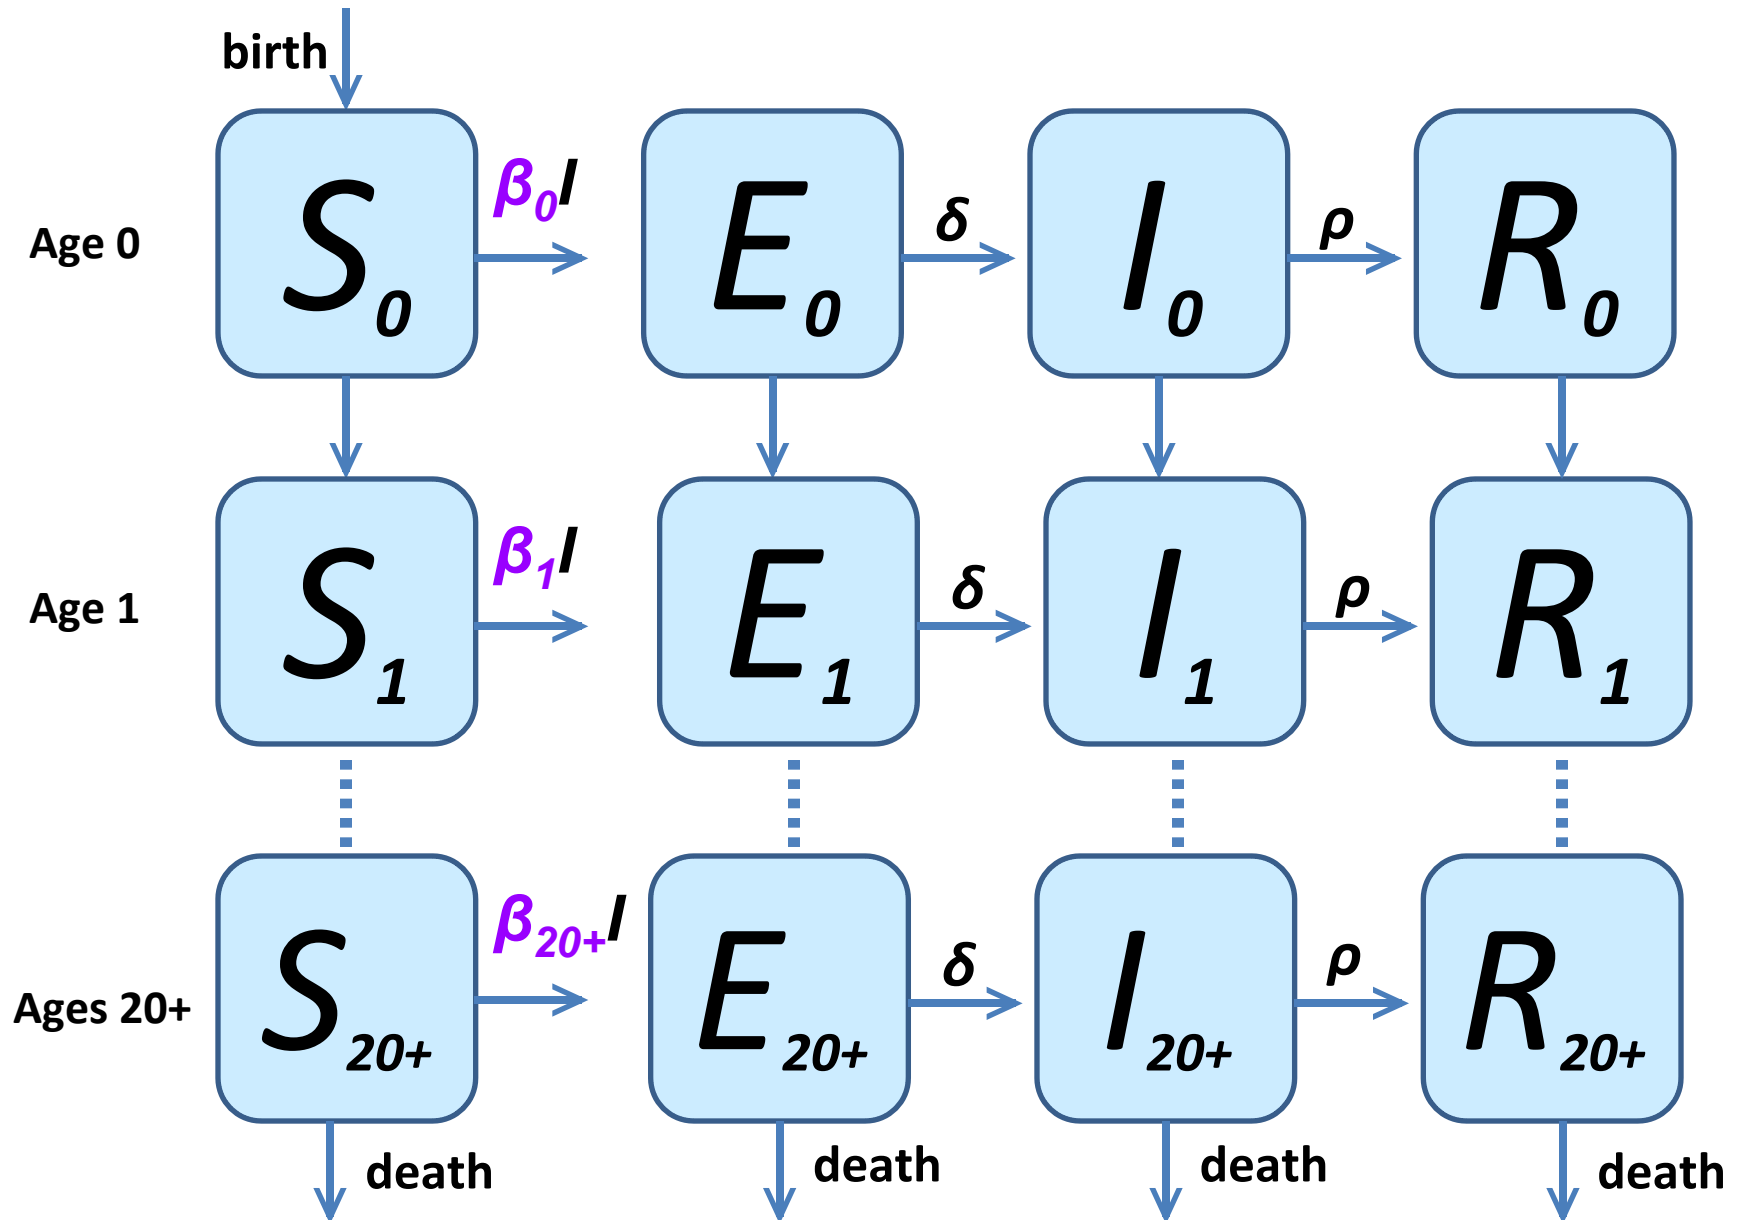 birth
Age 0
S0
β0I
E0
δ
I0
ρ
R0
Age 1
S1
β1I
E1
δ
I1
ρ
R1
Ages 20+
S20+
β20+I
E20+
δ
I20+
ρ
R20+
death
death
death
death